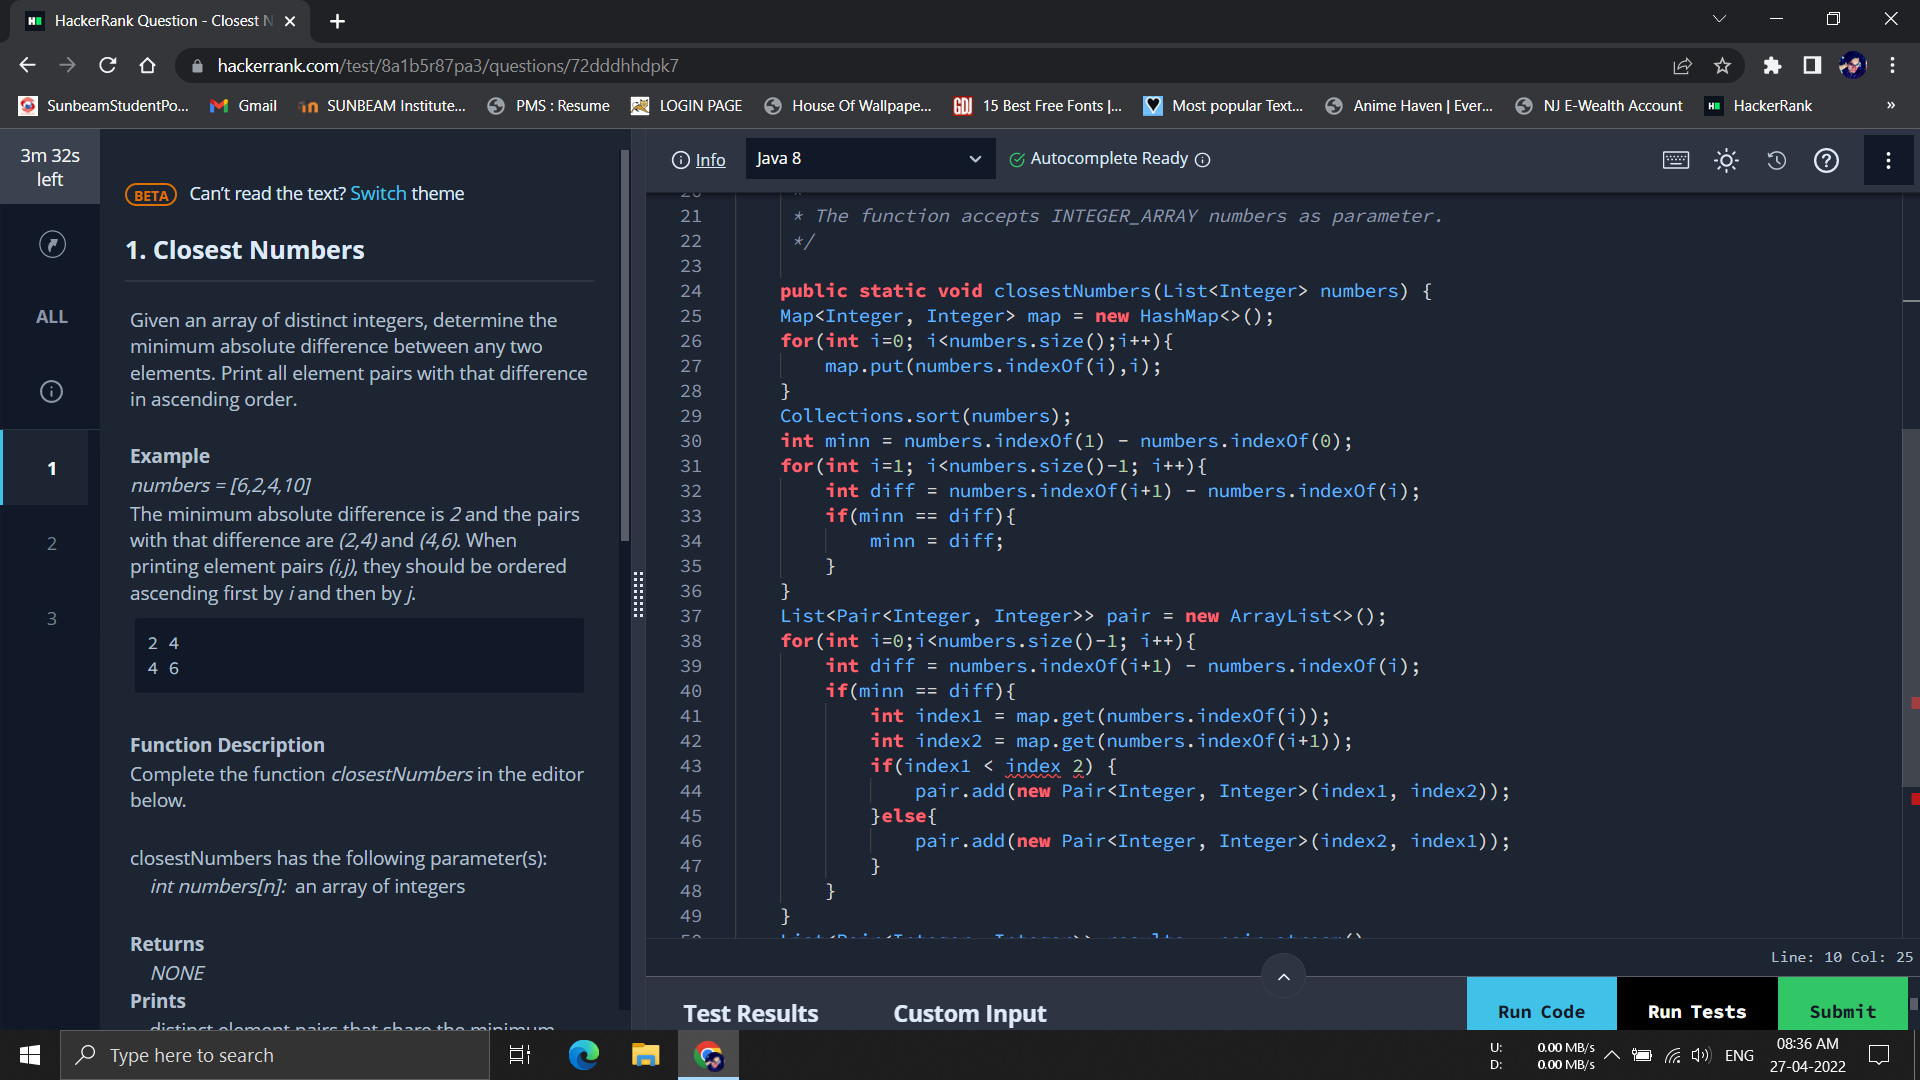 HackerRank Question - Closest N
hackerrank.com/test/8a1b5r87pa3/questions/72dddhhdpk7
SunbeamStudentPo... Gmail SUNBEAM Institute... PMS : Resume LOGIN PAGE House Of Wallpape... GDJ 15 Best Free Fonts |... Most popular Text... Anime Haven | Ever... NJ E-Wealth Account HackerRank »
3m 32s
left
ALL
1
2
3
BETA Can't read the text? Switch theme
1. Closest Numbers
Given an array of distinct integers, determine the
minimum absolute difference between any two
elements. Print all element pairs with that difference
in ascending order.
Example
numbers = [6,2,4,10]
The minimum absolute difference is 2 and the pairs
with that difference are (2,4) and (4,6). When
printing element pairs (i,j), they should be ordered
ascending first by i and then by j.
2 4
4 6
Function Description
Complete the function closestNumbers in the editor
below.
closestNumbers has the following parameter(s):
int numbers[n]: an array of integers
Returns
NONE
Prints
distinct element pairs that share the minimum
Info Java 8 Autocomplete Ready
20 *
21 * The function accepts INTEGER_ARRAY numbers as parameter.
22 */
23
24 public static void closestNumbers(List<Integer> numbers) {
25 Map<Integer, Integer> map = new HashMap<>();
26 for(int i=0; i<numbers.size();i++){
27 map.put(numbers.indexOf(i),i);
28 }
29 Collections.sort(numbers);
30 int minn = numbers.indexOf(1) - numbers.indexOf(0);
31 for(int i=1; i<numbers.size()-1; i++){
32 int diff = numbers.indexOf(i+1) - numbers.indexOf(i);
33 if(minn == diff){
34 minn = diff;
35 }
36 }
37 List<Pair<Integer, Integer>> pair = new ArrayList<>();
38 for(int i=0;i<numbers.size()-1; i++){
39 int diff = numbers.indexOf(i+1) - numbers.indexOf(i);
40 if(minn == diff){
41 int index1 = map.get(numbers.indexOf(i));
42 int index2 = map.get(numbers.indexOf(i+1));
43 if(index1 < index 2) {
44 pair.add(new Pair<Integer, Integer>(index1, index2));
45 }else{
46 pair.add(new Pair<Integer, Integer>(index2, index1));
47 }
48 }
49 }
Line: 10 Col: 25
Test Results Custom Input Run Code Run Tests Submit
Type here to search
U: 0.00 MB/s
D: 0.00 MB/s
ENG
08:36 AM
27-04-2022